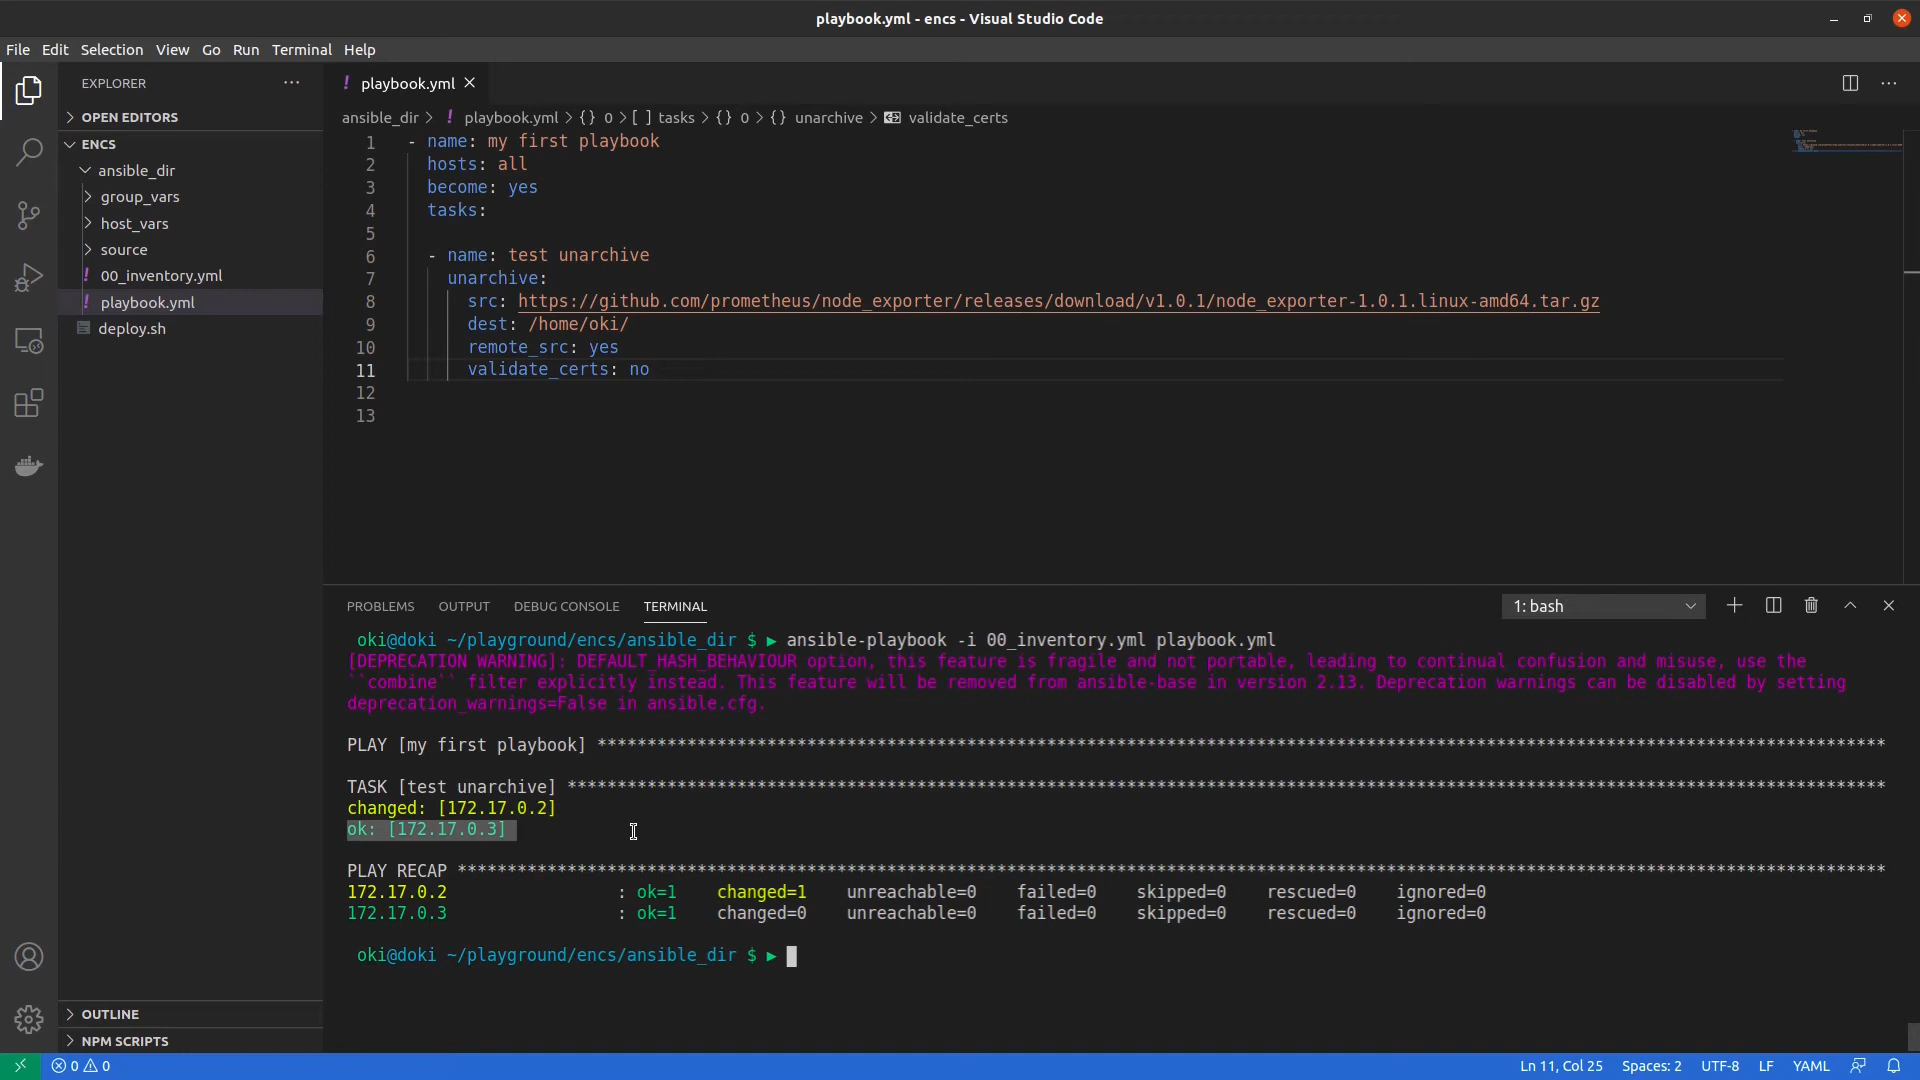 playbook.yml - encs - Visual Studio Code
File Edit Selection View Go Run Terminal Help
EXPLORER
OPEN EDITORS
ENCS
ansible_dir
group_vars
host_vars
source
! 00_inventory.yml
! playbook.yml
deploy.sh
OUTLINE
NPM SCRIPTS
! playbook.yml
ansible_dir > ! playbook.yml > {} 0 > [ ] tasks > {} 0 > {} unarchive > validate_certs
1 - name: my first playbook
2 hosts: all
3 become: yes
4 tasks:
5
6 - name: test unarchive
7 unarchive:
8 src: https://github.com/prometheus/node_exporter/releases/download/v1.0.1/node_exporter-1.0.1.linux-amd64.tar.gz
9 dest: /home/oki/
10 remote_src: yes
11 validate_certs: no
12
13
PROBLEMS OUTPUT DEBUG CONSOLE TERMINAL 1: bash
oki@doki ~/playground/encs/ansible_dir $ ▶ ansible-playbook -i 00_inventory.yml playbook.yml
[DEPRECATION WARNING]: DEFAULT_HASH_BEHAVIOUR option, this feature is fragile and not portable, leading to continual confusion and misuse, use the
``combine`` filter explicitly instead. This feature will be removed from ansible-base in version 2.13. Deprecation warnings can be disabled by setting
deprecation_warnings=False in ansible.cfg.
PLAY [my first playbook] *********************************************************************************************************************************
TASK [test unarchive] ************************************************************************************************************************************
changed: [172.17.0.2]
ok: [172.17.0.3]
PLAY RECAP ***********************************************************************************************************************************************
172.17.0.2 : ok=1 changed=1 unreachable=0 failed=0 skipped=0 rescued=0 ignored=0
172.17.0.3 : ok=1 changed=0 unreachable=0 failed=0 skipped=0 rescued=0 ignored=0
oki@doki ~/playground/encs/ansible_dir $ ▶
0 0 Ln 11, Col 25 Spaces: 2 UTF-8 LF YAML